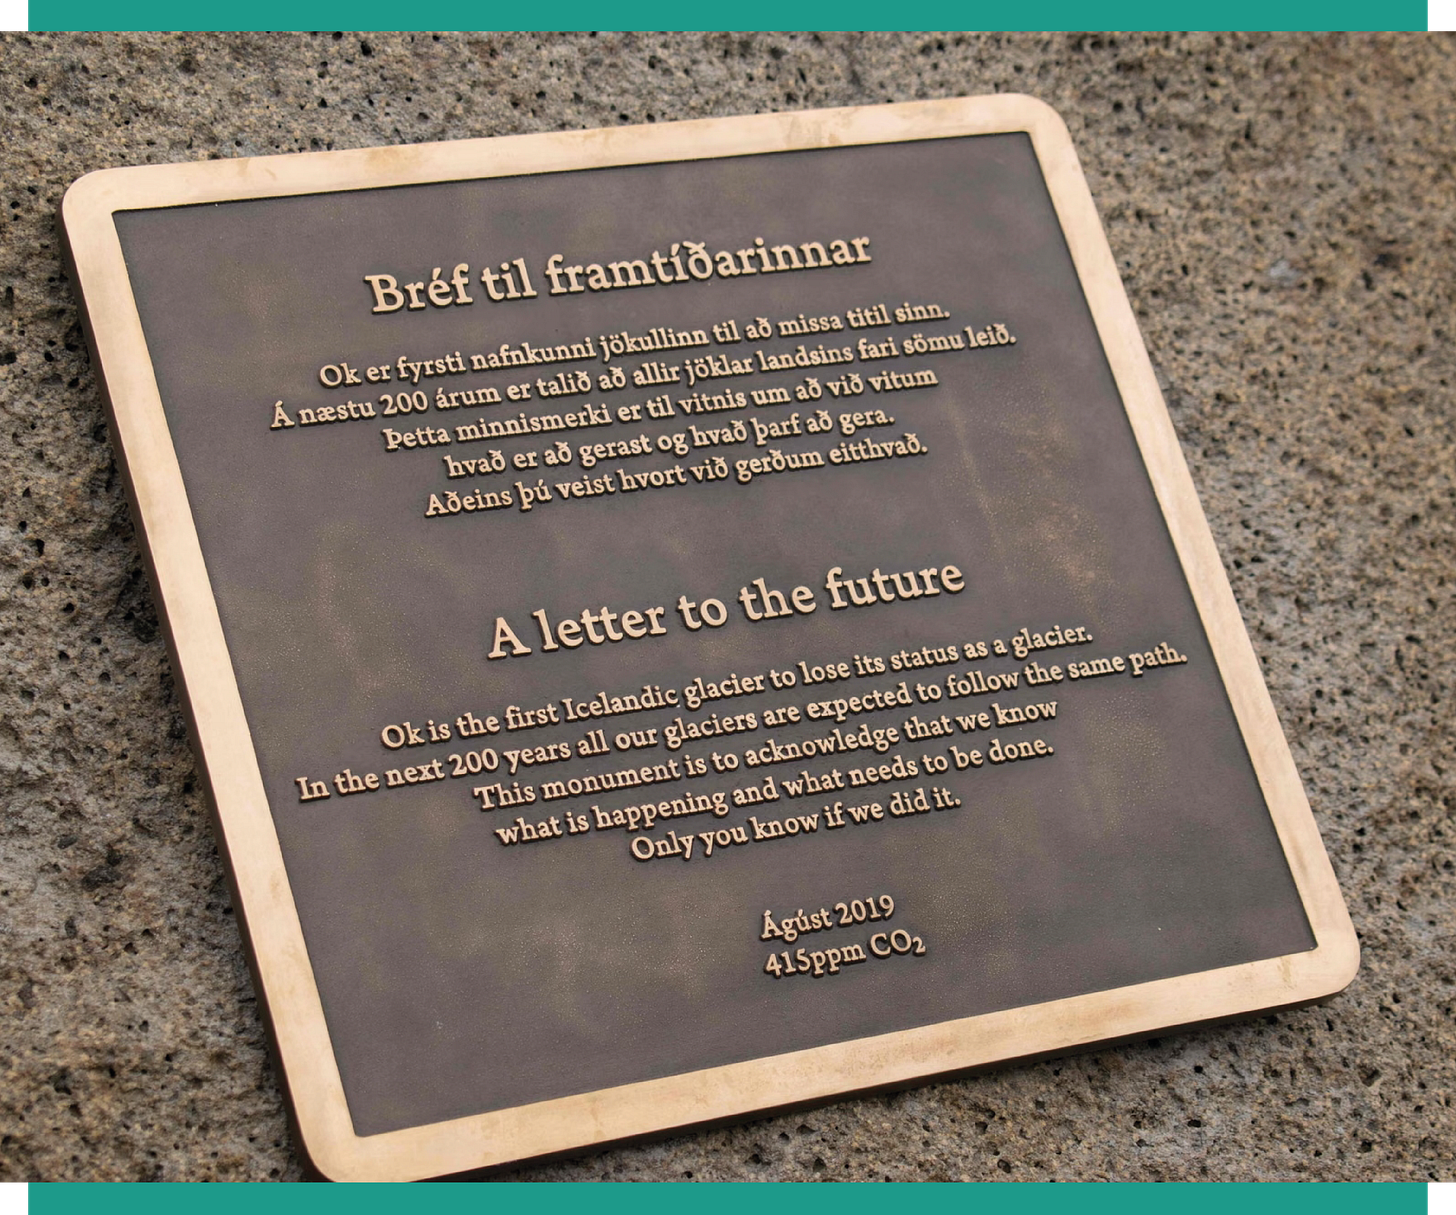 Bréf til framtíðarinnar
Ok er fyrsti nafnkunni jökullinn til að missa titil sinn.
Á næstu 200 árum er talið að allir jöklar landsins fari sömu leið.
Þetta minnismerki er til vitnis um að við vitum
hvað er að gerast og hvað þarf að gera.
Aðeins þú veist hvort við gerðum eitthvað.
A letter to the future
Ok is the first Icelandic glacier to lose its status as a glacier.
In the next 200 years all our glaciers are expected to follow the same path.
This monument is to acknowledge that we know
what is happening and what needs to be done.
Only you know if we did it.
Ágúst 2019
415ppm CO₂